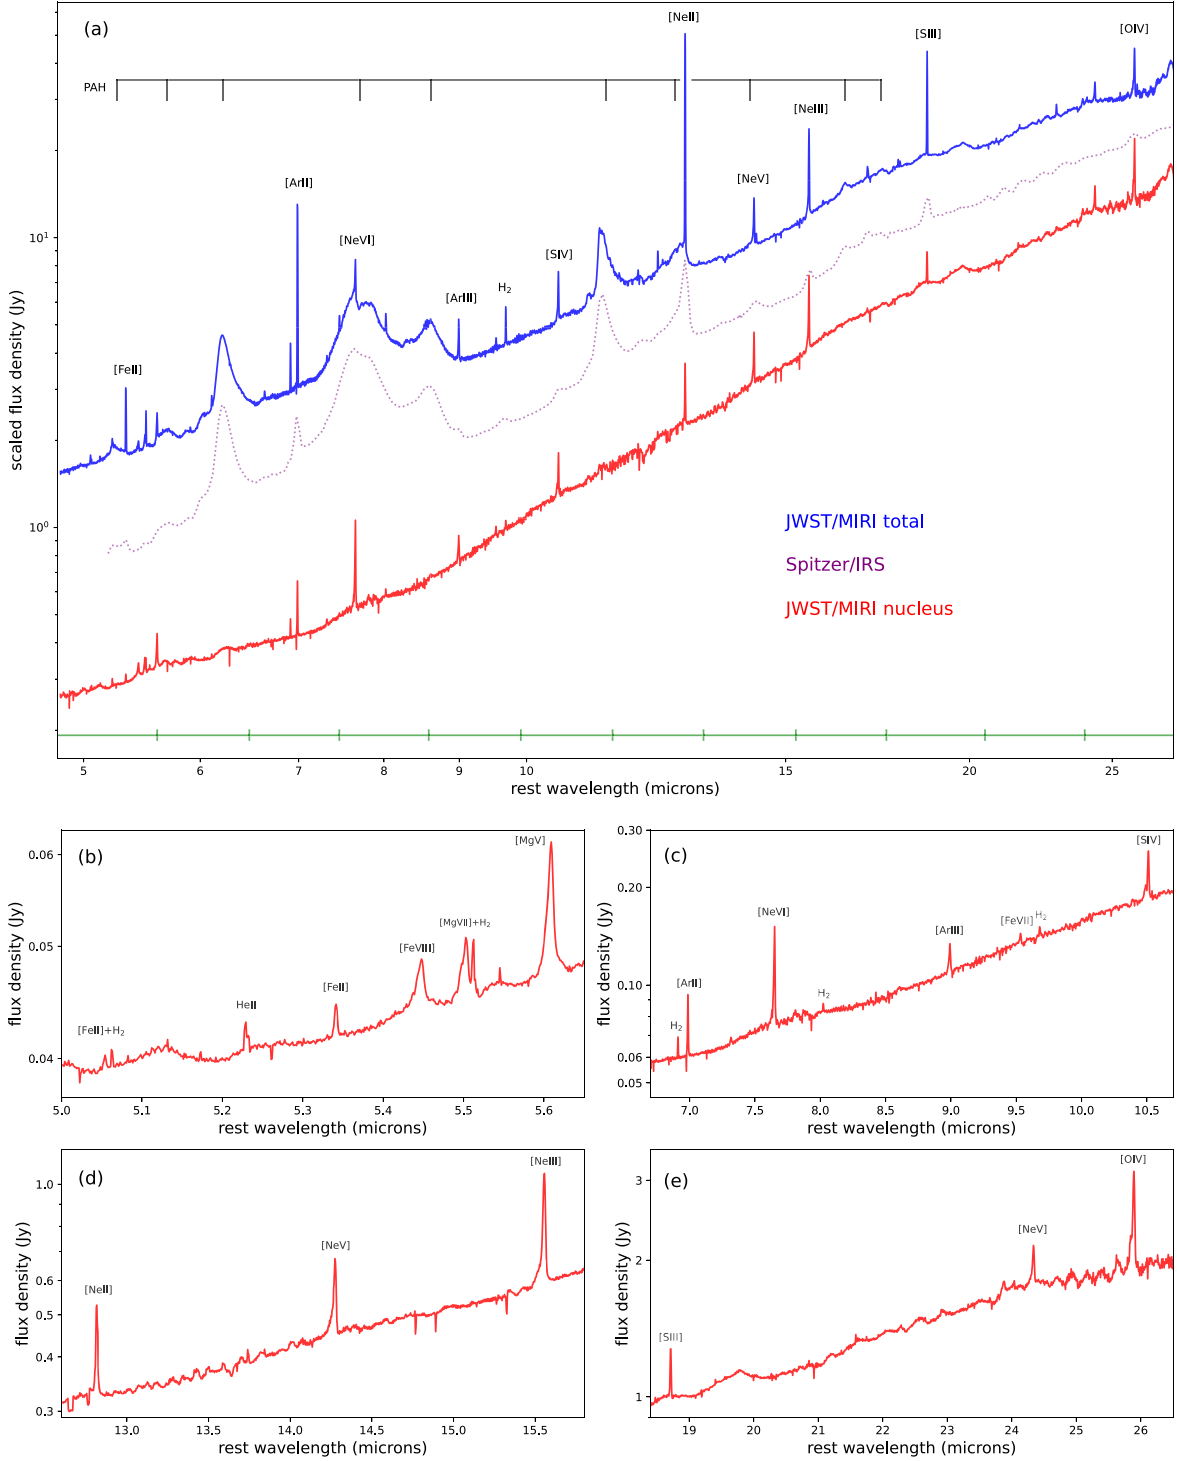 (a)
[NeII]
[SIII]
[OIV]
PAH
[NeIII]
[ArII]
[NeV]
[NeVI]
[SIV]
H2
[ArIII]
[FeII]
JWST/MIRI total
Spitzer/IRS
JWST/MIRI nucleus
scaled flux density (Jy)
10^1
10^0
5 6 7 8 9 10 15 20 25
rest wavelength (microns)
(b)
[MgV]
[MgVII]+H2
[FeVIII]
[FeII]
HeII
[FeII]+H2
flux density (Jy)
0.06
0.05
0.04
5.0 5.1 5.2 5.3 5.4 5.5 5.6
rest wavelength (microns)
(c)
[SIV]
[NeVI]
[FeVII]
H2
[ArIII]
[ArII]
H2
H2
flux density (Jy)
0.30
0.20
0.10
0.06
0.05
7.0 7.5 8.0 8.5 9.0 9.5 10.0 10.5
rest wavelength (microns)
(d)
[NeIII]
[NeV]
[NeII]
flux density (Jy)
1.0
0.6
0.5
0.4
0.3
13.0 13.5 14.0 14.5 15.0 15.5
rest wavelength (microns)
(e)
[OIV]
[NeV]
[SIII]
flux density (Jy)
3
2
1
19 20 21 22 23 24 25 26
rest wavelength (microns)